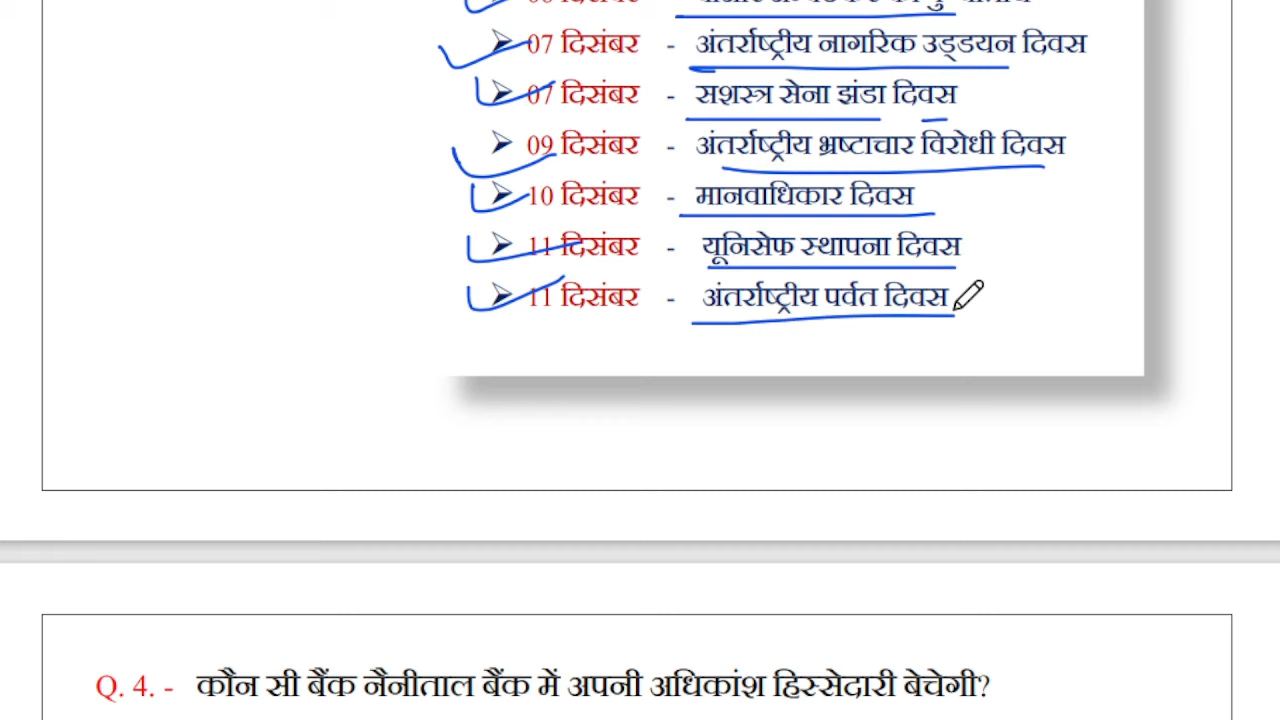 ➢ 07 दिसंबर - अंतर्राष्ट्रीय नागरिक उड्डयन दिवस
➢ 07 दिसंबर - सशस्त्र सेना झंडा दिवस
➢ 09 दिसंबर - अंतर्राष्ट्रीय भ्रष्टाचार विरोधी दिवस
➢ 10 दिसंबर - मानवाधिकार दिवस
➢ 11 दिसंबर - यूनिसेफ स्थापना दिवस
➢ 11 दिसंबर - अंतर्राष्ट्रीय पर्वत दिवस
Q. 4. - कौन सी बैंक नैनीताल बैंक में अपनी अधिकांश हिस्सेदारी बेचेगी?